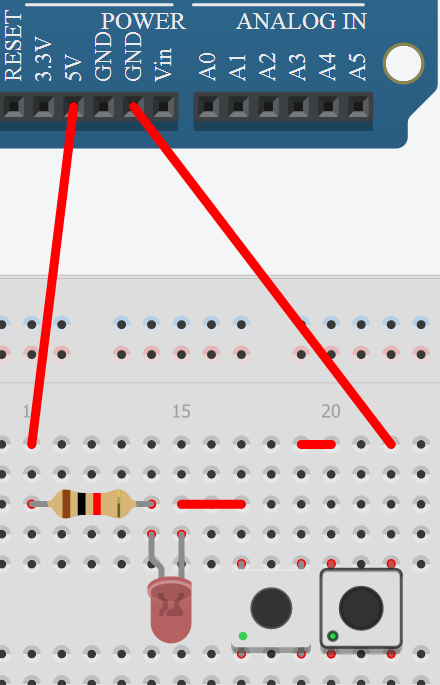 POWER
ANALOG IN
RESET
3.3V
5V
GND
GND
Vin
A0
A1
A2
A3
A4
A5
15
20